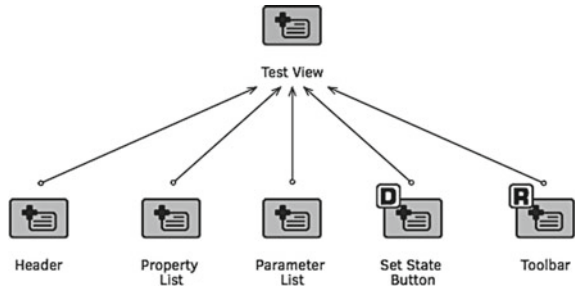 Test View
D
R
Header
Property
List
Parameter
List
Set State
Button
Toolbar